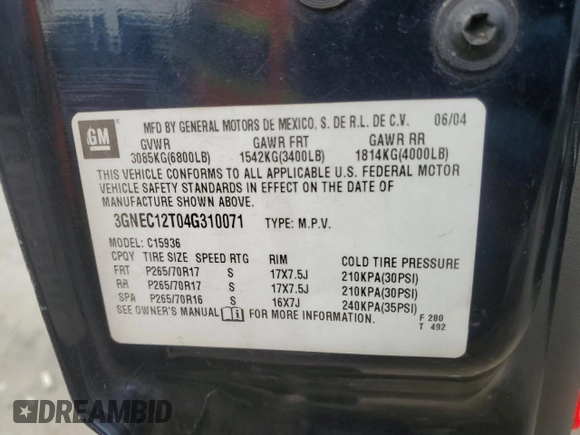 GM
MFD BY GENERAL MOTORS DE MEXICO, S. DE R.L. DE C.V. 06/04
GVWR GAWR FRT GAWR RR
3085KG(6800LB) 1542KG(3400LB) 1814KG(4000LB)
THIS VEHICLE CONFORMS TO ALL APPLICABLE U.S. FEDERAL MOTOR
VEHICLE SAFETY STANDARDS IN EFFECT ON THE DATE OF
MANUFACTURE SHOWN ABOVE.
3GNEC12T04G310071 TYPE: M.P.V.
MODEL: C15936
CPQY TIRE SIZE SPEED RTG RIM COLD TIRE PRESSURE
FRT P265/70R17 S 17X7.5J 210KPA(30PSI)
RR P265/70R17 S 17X7.5J 210KPA(30PSI)
SPA P265/70R16 S 16X7J 240KPA(35PSI)
SEE OWNER'S MANUAL FOR MORE INFORMATION.
F 280
T 492
DREAMBID